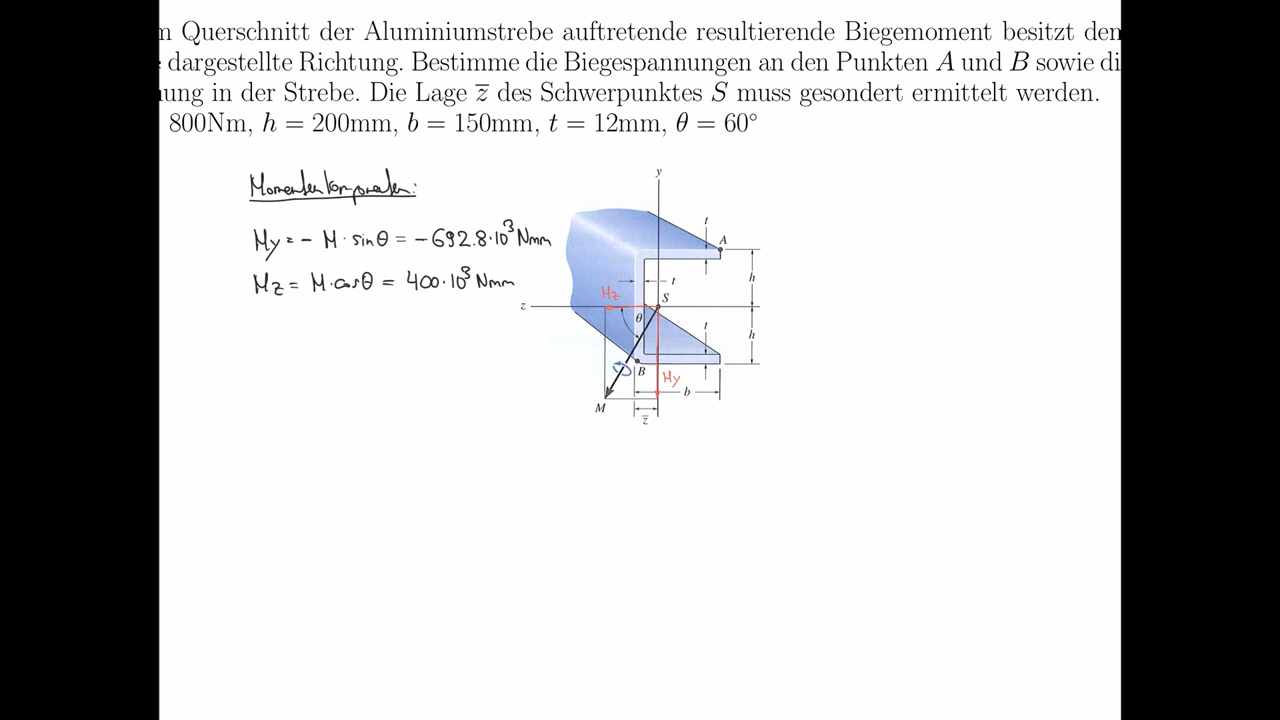 n Querschnitt der Aluminiumstrebe auftretende resultierende Biegemoment besitzt den
dargestellte Richtung. Bestimme die Biegespannungen an den Punkten A und B sowie di
ung in der Strebe. Die Lage z̅ des Schwerpunktes S muss gesondert ermittelt werden.
800Nm, h = 200mm, b = 150mm, t = 12mm, θ = 60°
Momentenkomponenten:
My = - M · sinθ = -692.8·10³ Nmm
Mz = M·cosθ = 400·10³ Nmm
y
t
A
t
h
Mz
S
z
θ
t
h
B
My
b
M
z̅